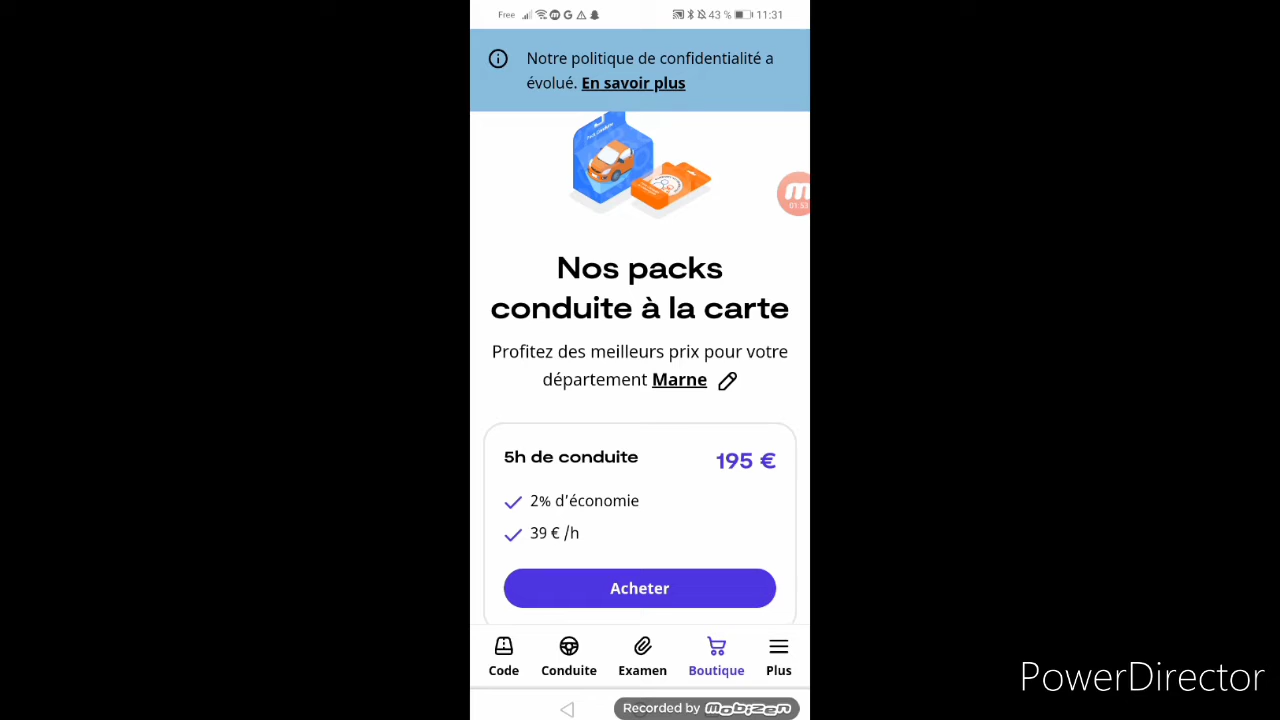 Free 43 % 11:31
Notre politique de confidentialité a
évolué. En savoir plus
01:53
Nos packs
conduite à la carte
Profitez des meilleurs prix pour votre
département Marne
5h de conduite 195 €
2% d'économie
39 € /h
Acheter
Code Conduite Examen Boutique Plus
Recorded by mobizen
PowerDirector